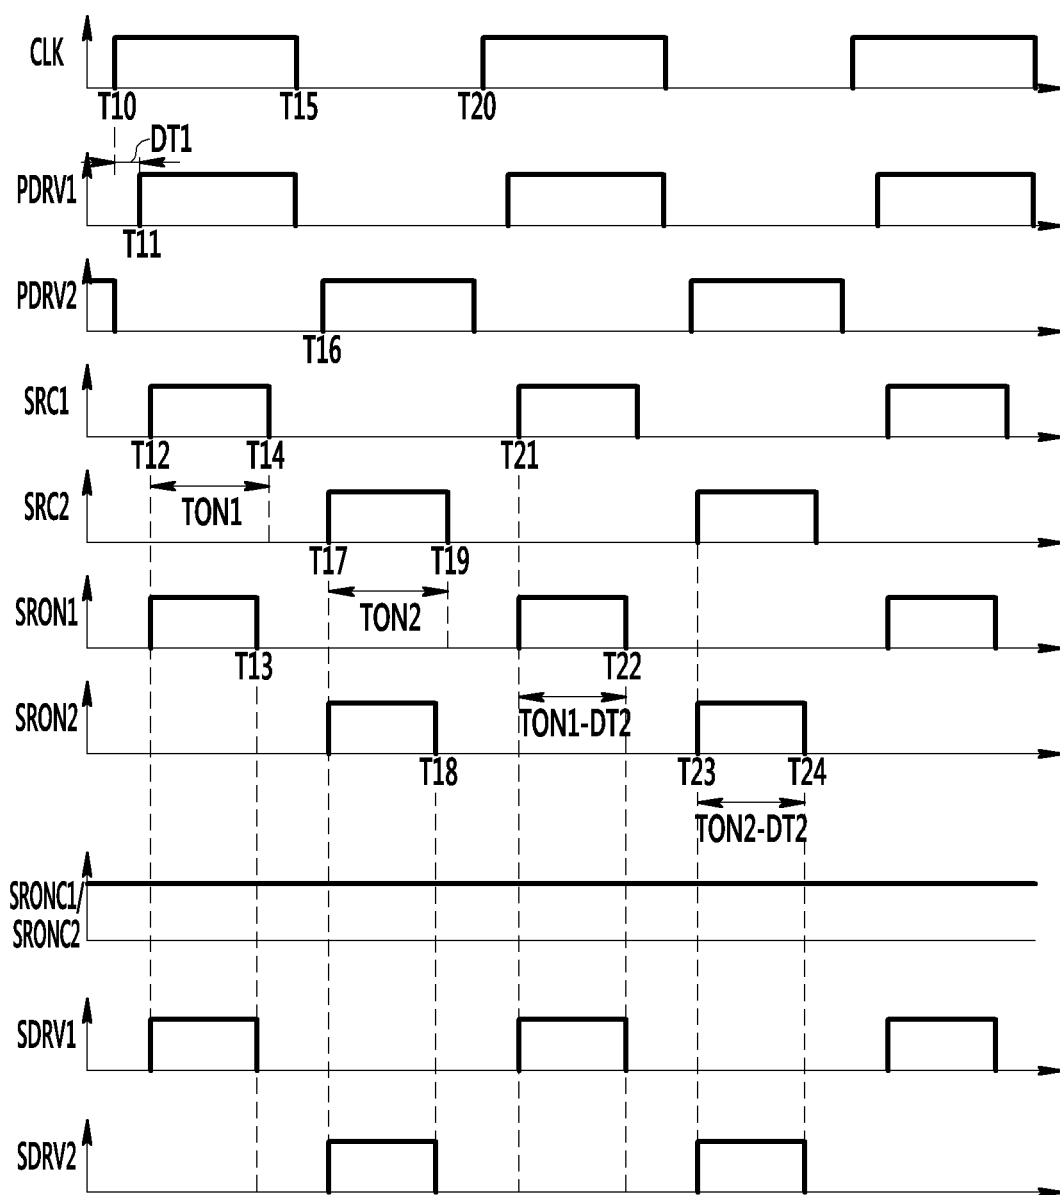 CLK
T10 T15 T20
DT1
PDRV1
T11
PDRV2
T16
SRC1
T12 T14 T21
TON1
SRC2
T17 T19
TON2
SRON1
T13 T22
TON1-DT2
SRON2
T18 T23 T24
TON2-DT2
SRONC1/
SRONC2
SDRV1
SDRV2